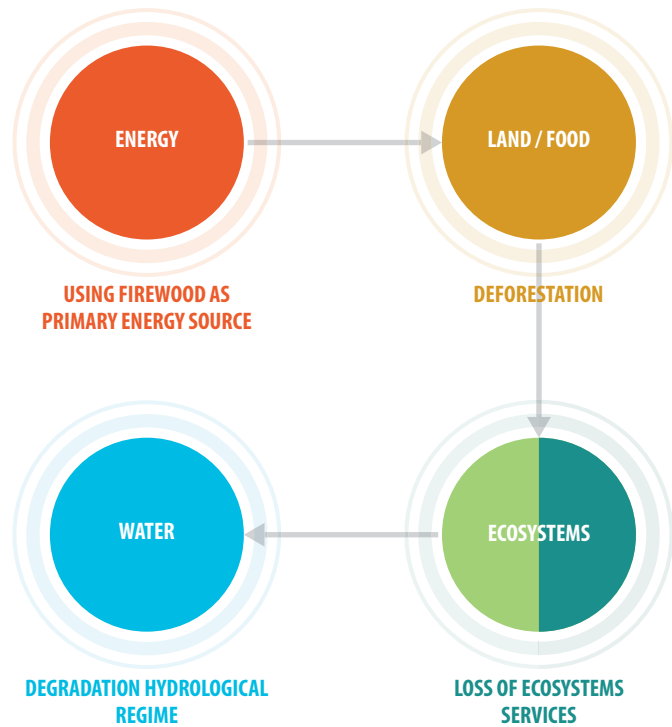 ENERGY
LAND / FOOD
USING FIREWOOD AS
PRIMARY ENERGY SOURCE
DEFORESTATION
WATER
ECOSYSTEMS
DEGRADATION HYDROLOGICAL
REGIME
LOSS OF ECOSYSTEMS
SERVICES